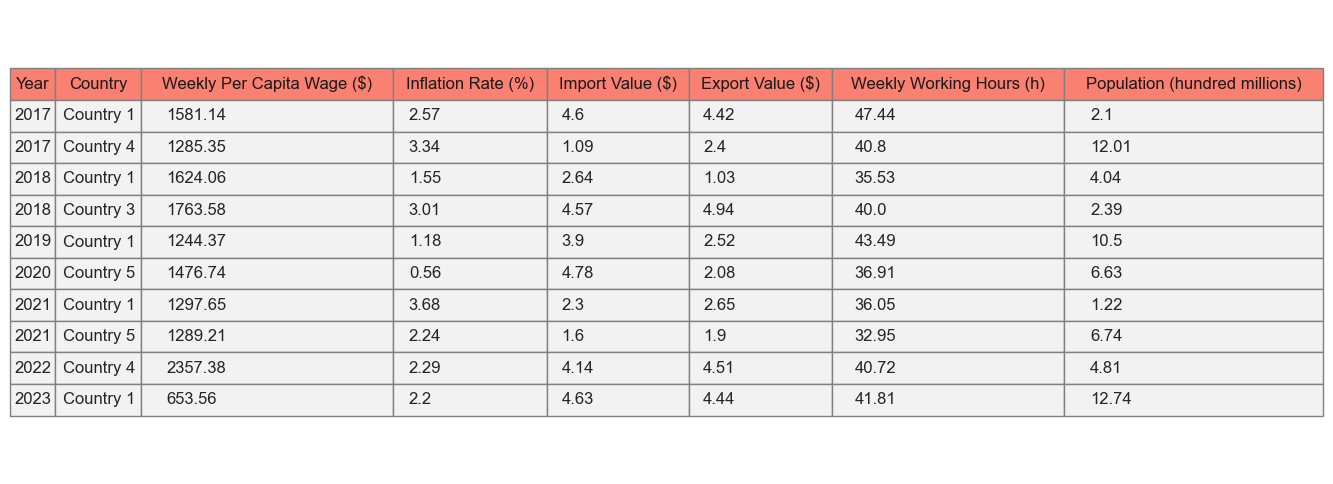 Year Country Weekly Per Capita Wage ($) Inflation Rate (%) Import Value ($) Export Value ($) Weekly Working Hours (h) Population (hundred millions)
2017 Country 1 1581.14 2.57 4.6 4.42 47.44 2.1
2017 Country 4 1285.35 3.34 1.09 2.4 40.8 12.01
2018 Country 1 1624.06 1.55 2.64 1.03 35.53 4.04
2018 Country 3 1763.58 3.01 4.57 4.94 40.0 2.39
2019 Country 1 1244.37 1.18 3.9 2.52 43.49 10.5
2020 Country 5 1476.74 0.56 4.78 2.08 36.91 6.63
2021 Country 1 1297.65 3.68 2.3 2.65 36.05 1.22
2021 Country 5 1289.21 2.24 1.6 1.9 32.95 6.74
2022 Country 4 2357.38 2.29 4.14 4.51 40.72 4.81
2023 Country 1 653.56 2.2 4.63 4.44 41.81 12.74